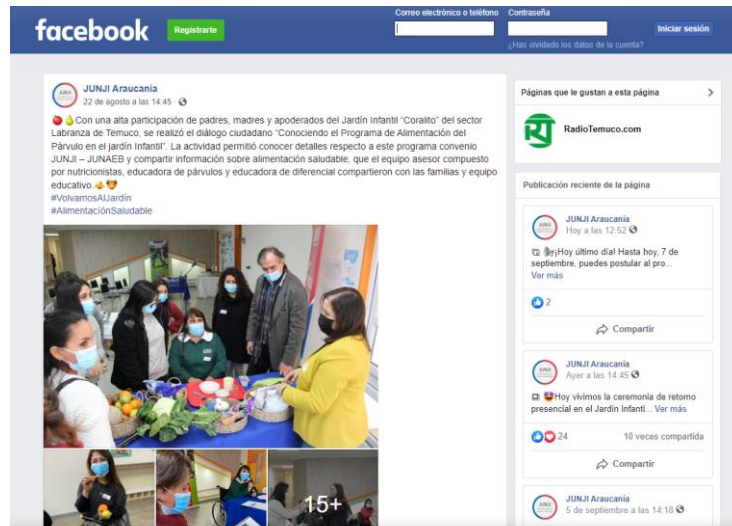 facebook
Registrarte
Correo electrónico o teléfono
Contraseña
Iniciar sesión
¿Has olvidado los datos de la cuenta?
JUNJI Araucanía
22 de agosto a las 14:45 ·
Con una alta participación de padres, madres y apoderados del Jardín Infantil "Coralito" del sector
Labranza de Temuco, se realizó el diálogo ciudadano "Conociendo el Programa de Alimentación del
Párvulo en el jardín Infantil". La actividad permitió conocer detalles respecto a este programa convenio
JUNJI – JUNAEB y compartir información sobre alimentación saludable, que el equipo asesor compuesto
por nutricionistas, educadora de párvulos y educadora de diferencial compartieron con las familias y equipo
educativo.
#VolvamosAlJardín
#AlimentaciónSaludable
15+
Páginas que le gustan a esta página
RadioTemuco.com
Publicación reciente de la página
JUNJI Araucanía
Hoy a las 12:52
¡Hoy último día! Hasta hoy, 7 de
septiembre, puedes postular al pro...
Ver más
2
Compartir
JUNJI Araucanía
Ayer a las 14:45
Hoy vivimos la ceremonia de retorno
presencial en el Jardín Infanti... Ver más
24
10 veces compartida
Compartir
JUNJI Araucanía
5 de septiembre a las 14:18